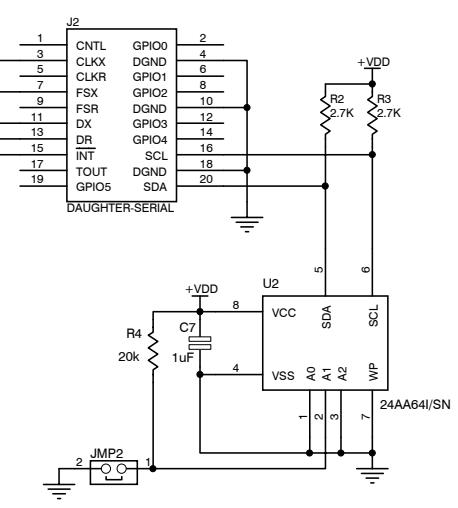 J2
1 CNTL GPIO0 2
3 CLKX DGND 4
5 CLKR GPIO1 6
7 FSX GPIO2 8
9 FSR DGND 10
11 DX GPIO3 12
13 DR GPIO4 14
15 INT SCL 16
17 TOUT DGND 18
19 GPIO5 SDA 20
DAUGHTER-SERIAL
+VDD
R2 R3
2.7K 2.7K
5 6
U2
+VDD
8 VCC SDA SCL
R4 C7
20k 1uF
4 VSS A0 A1 A2 WP
24AA64I/SN
1 2 3 7
JMP2
2 1